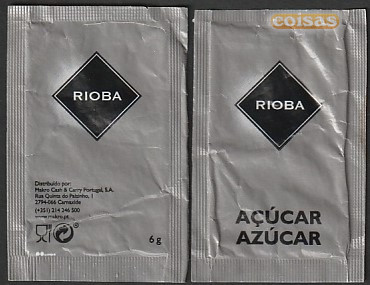 RIOBA
Distribuído por:
Makro Cash & Carry Portugal, S.A.
Rua Quinta do Paizinho, 1
2794-066 Carnaxide
(+351) 214 246 500
www.makro.pt
6 g
coisas
RIOBA
AÇÚCAR
AZÚCAR